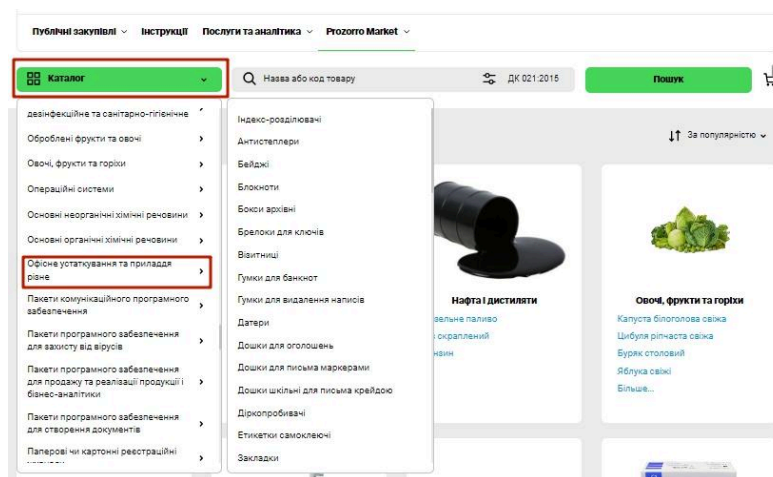 Публічні закупівлі Інструкції Послуги та аналітика Prozorro Market
Каталог
Назва або код товару
ДК 021:2015
Пошук
дезінфекційне та санітарно-гігієнічне
Оброблені фрукти та овочі
Овочі, фрукти та горіхи
Операційні системи
Основні неорганічні хімічні речовини
Основні органічні хімічні речовини
Офісне устаткування та приладдя
різне
Пакети комунікаційного програмного
забезпечення
Пакети програмного забезпечення
для захисту від вірусів
Пакети програмного забезпечення
для продажу та реалізації продукції і
бізнес-аналітики
Пакети програмного забезпечення
для створення документів
Паперові чи картонні реєстраційні
Індекс-розділювачі
Антистеплери
Бейджі
Блокноти
Бокси архівні
Брелоки для ключів
Візитниці
Гумки для банкнот
Гумки для видалення написів
Датери
Дошки для оголошень
Дошки для письма маркерами
Дошки шкільні для письма крейдою
Діркопробивачі
Етикетки самоклеючі
Закладки
За популярністю
Нафта і дистиляти
зельне паливо
скраплений
нзин
Овочі, фрукти та горіхи
Капуста білоголова свіжа
Цибуля ріпчаста свіжа
Буряк столовий
Яблука свіжі
Більше...